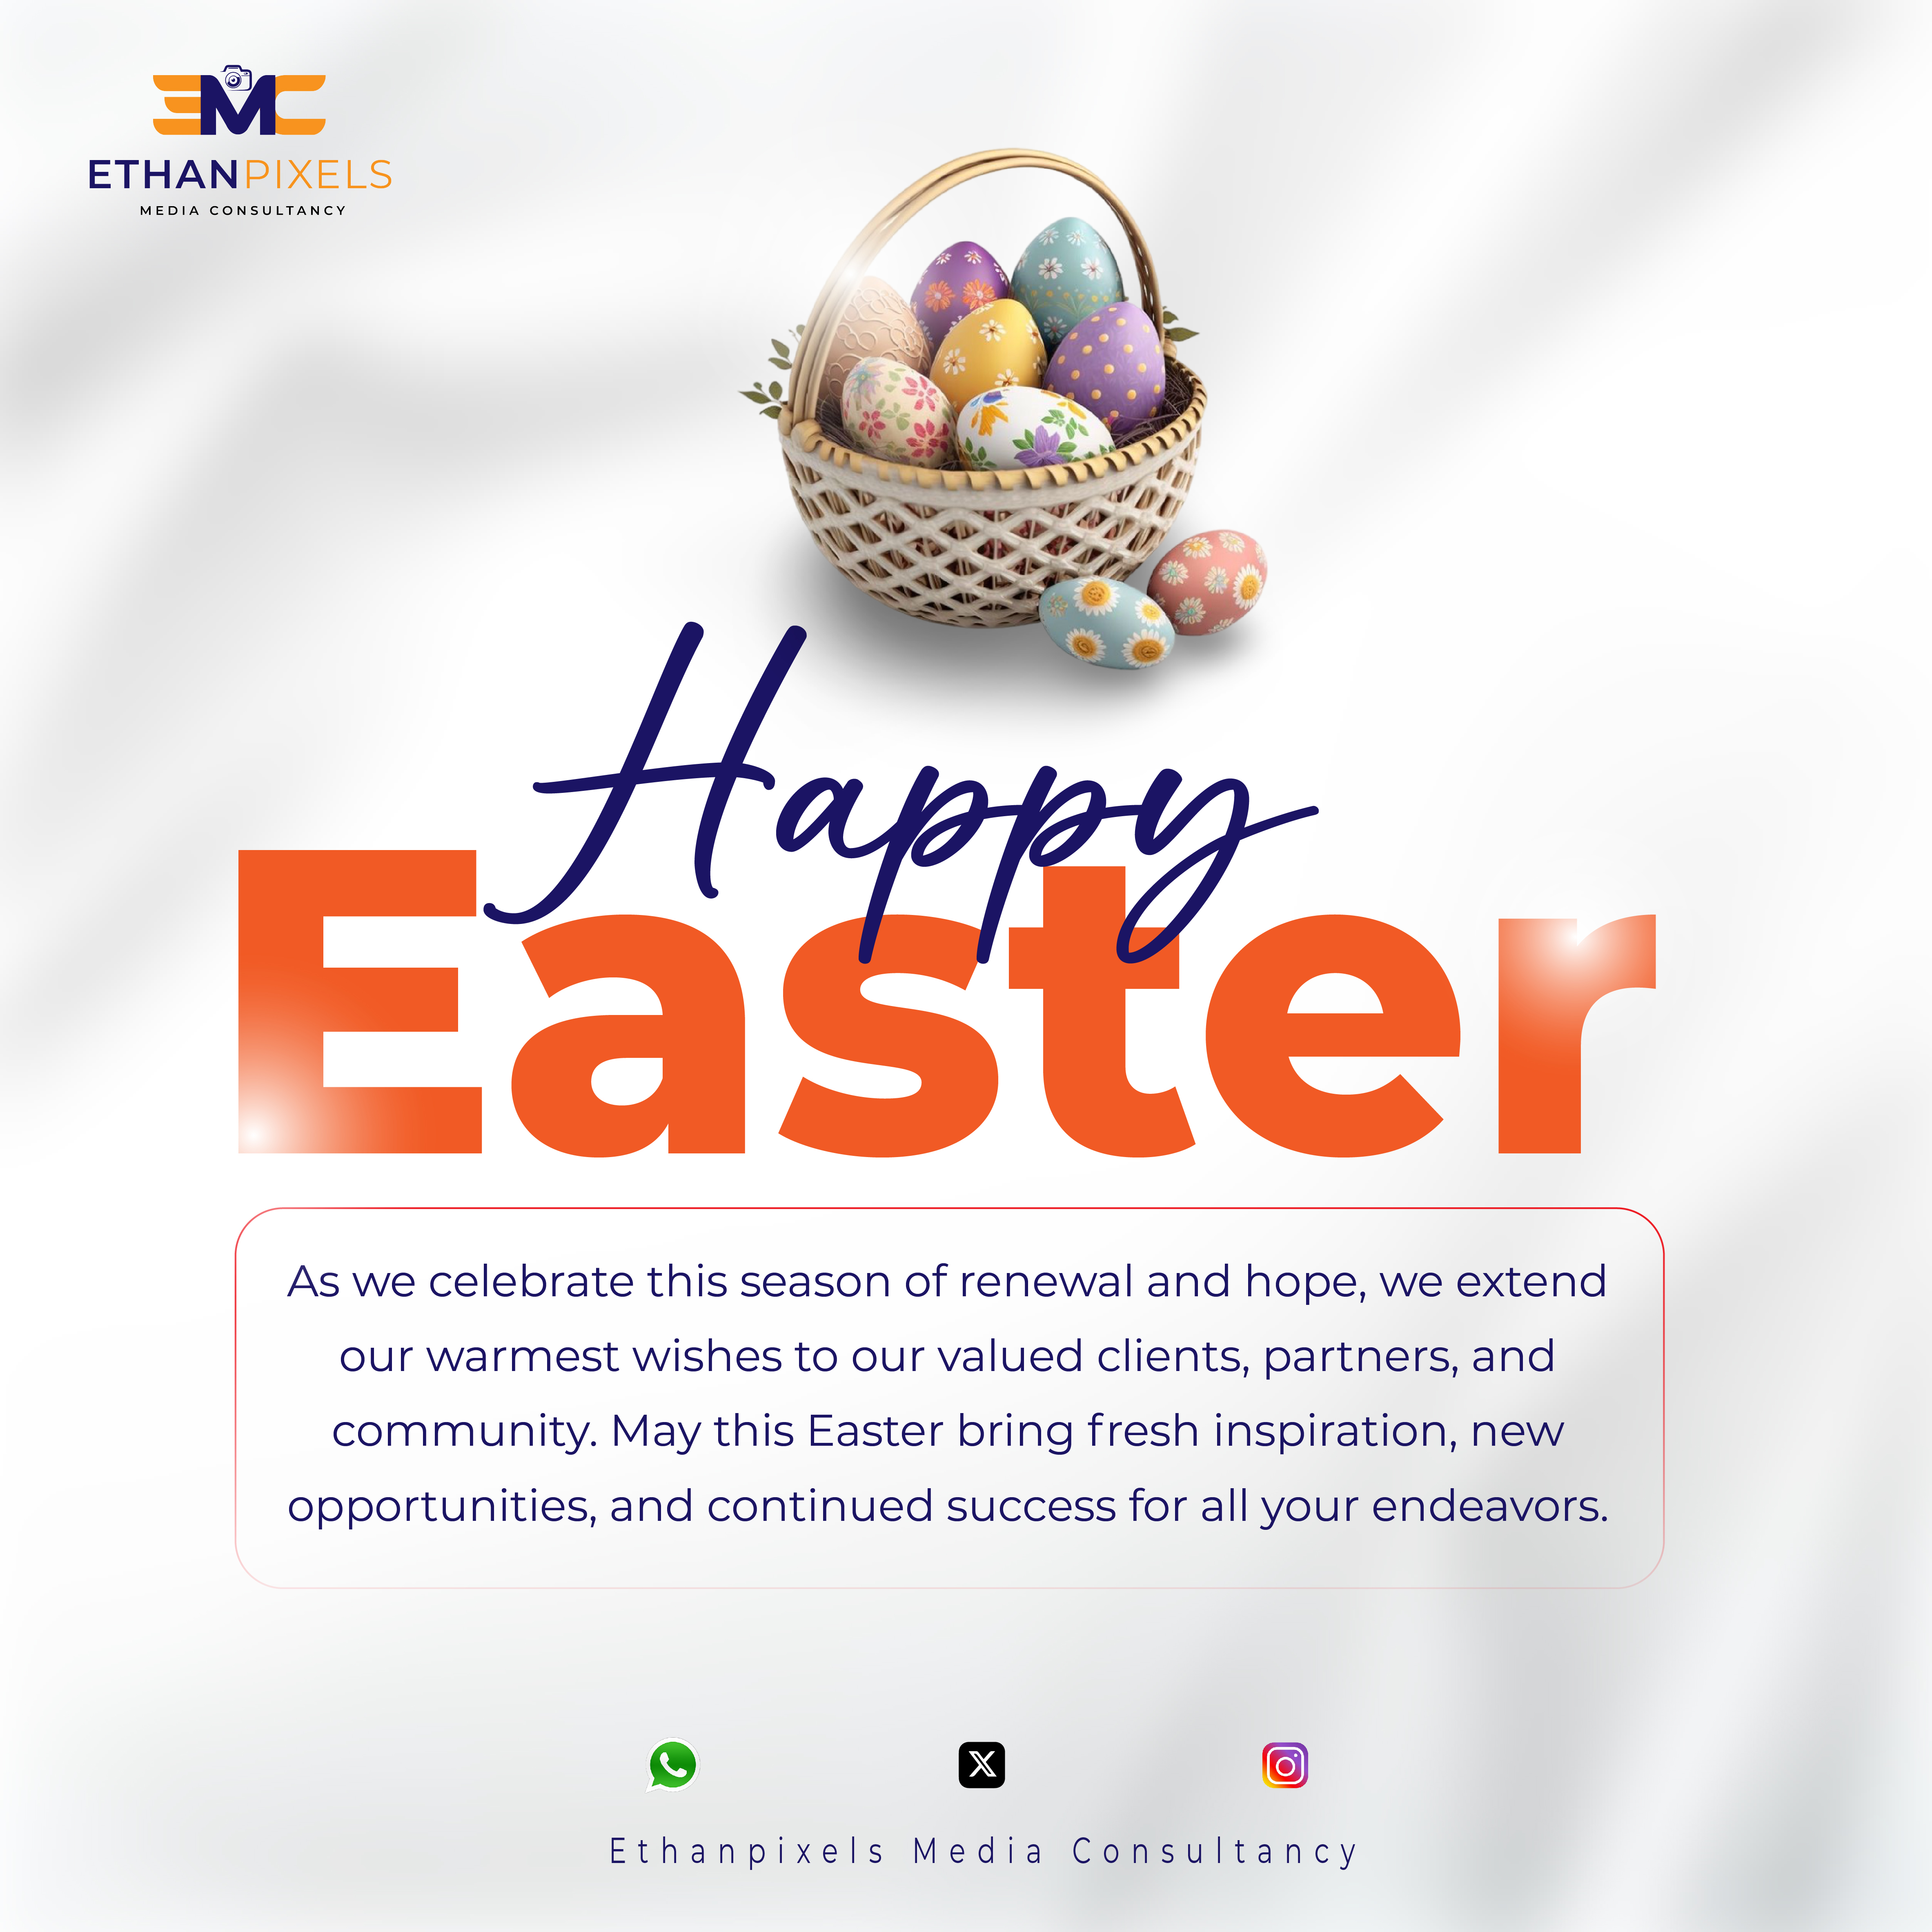 EMC
ETHANPIXELS
MEDIA CONSULTANCY
Happy
Easter
As we celebrate this season of renewal and hope, we extend
our warmest wishes to our valued clients, partners, and
community. May this Easter bring fresh inspiration, new
opportunities, and continued success for all your endeavors.
Ethanpixels Media Consultancy